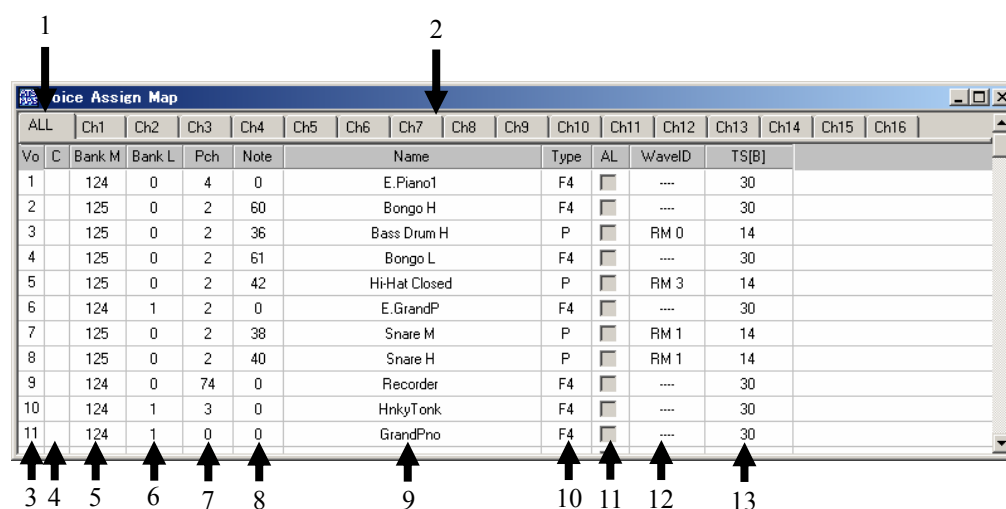 1 2
oice Assign Map
ALL Ch1 Ch2 Ch3 Ch4 Ch5 Ch6 Ch7 Ch8 Ch9 Ch10 Ch11 Ch12 Ch13 Ch14 Ch15 Ch16
Vo C Bank M Bank L Pch Note Name Type AL WaveID TS[B]
1 124 0 4 0 E.Piano1 F4 ---- 30
2 125 0 2 60 Bongo H F4 ---- 30
3 125 0 2 36 Bass Drum H P RM 0 14
4 125 0 2 61 Bongo L F4 ---- 30
5 125 0 2 42 Hi-Hat Closed P RM 3 14
6 124 1 2 0 E.GrandP F4 ---- 30
7 125 0 2 38 Snare M P RM 1 14
8 125 0 2 40 Snare H P RM 1 14
9 124 0 74 0 Recorder F4 ---- 30
10 124 1 3 0 HnkyTonk F4 ---- 30
11 124 1 0 0 GrandPno F4 ---- 30
3 4 5 6 7 8 9 10 11 12 13